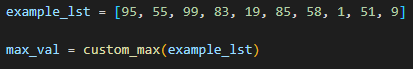 example_lst = [95, 55, 99, 83, 19, 85, 58, 1, 51, 9]
max_val = custom_max(example_lst)